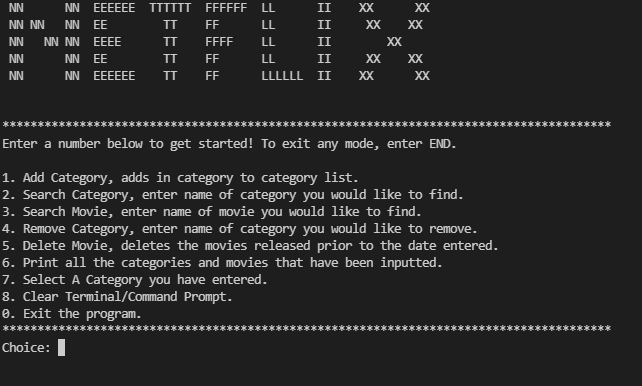 NN      NN  EEEEEE  TTTTTT  FFFFFF  LL      II    XX      XX
NN NN   NN  EE        TT    FF      LL      II     XX    XX
NN   NN NN  EEEE      TT    FFFF    LL      II        XX
NN      NN  EE        TT    FF      LL      II     XX    XX
NN      NN  EEEEEE    TT    FF      LLLLLL  II    XX      XX
***************************************************************************************
Enter a number below to get started! To exit any mode, enter END.
1. Add Category, adds in category to category list.
2. Search Category, enter name of category you would like to find.
3. Search Movie, enter name of movie you would like to find.
4. Remove Category, enter name of category you would like to remove.
5. Delete Movie, deletes the movies released prior to the date entered.
6. Print all the categories and movies that have been inputted.
7. Select A Category you have entered.
8. Clear Terminal/Command Prompt.
0. Exit the program.
***************************************************************************************
Choice: